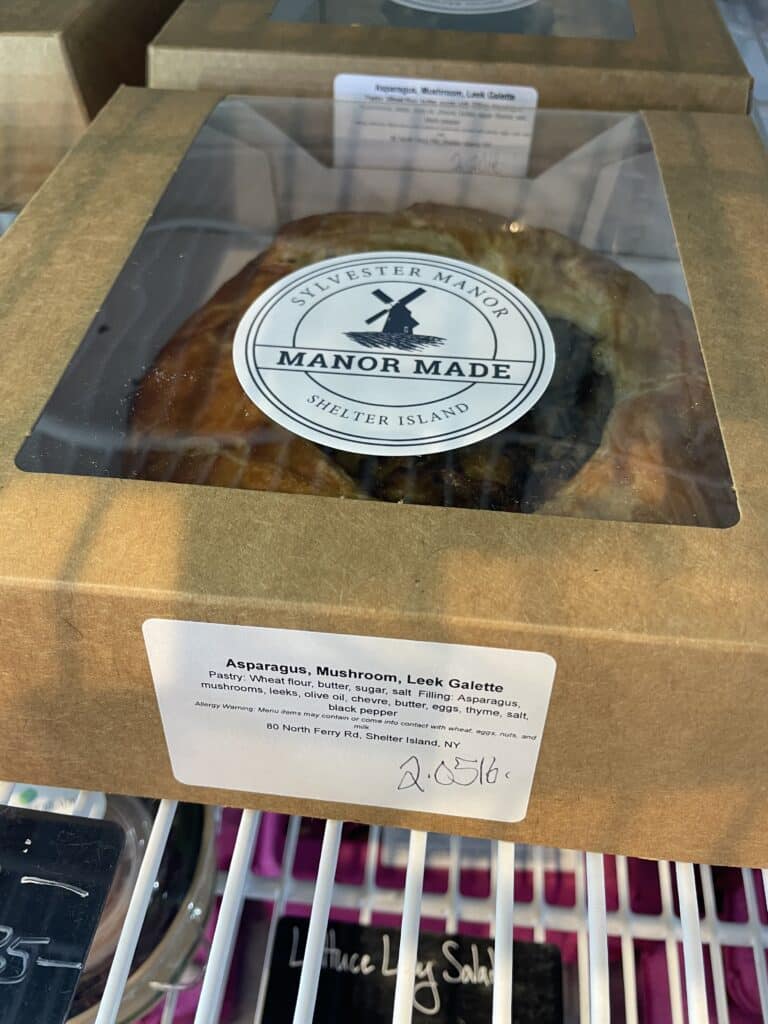 Asparagus, Mushroom, Leek Galette
SYLVESTER MANOR
MANOR MADE
SHELTER ISLAND
Asparagus, Mushroom, Leek Galette
Pastry: Wheat flour, butter, sugar, salt Filling: Asparagus,
mushrooms, leeks, olive oil, chevre, butter, eggs, thyme, salt,
black pepper
Allergy Warning: Menu items may contain or come into contact with wheat, eggs, nuts, and
milk
80 North Ferry Rd, Shelter Island, NY
2.05lb.
Lettuce Salad